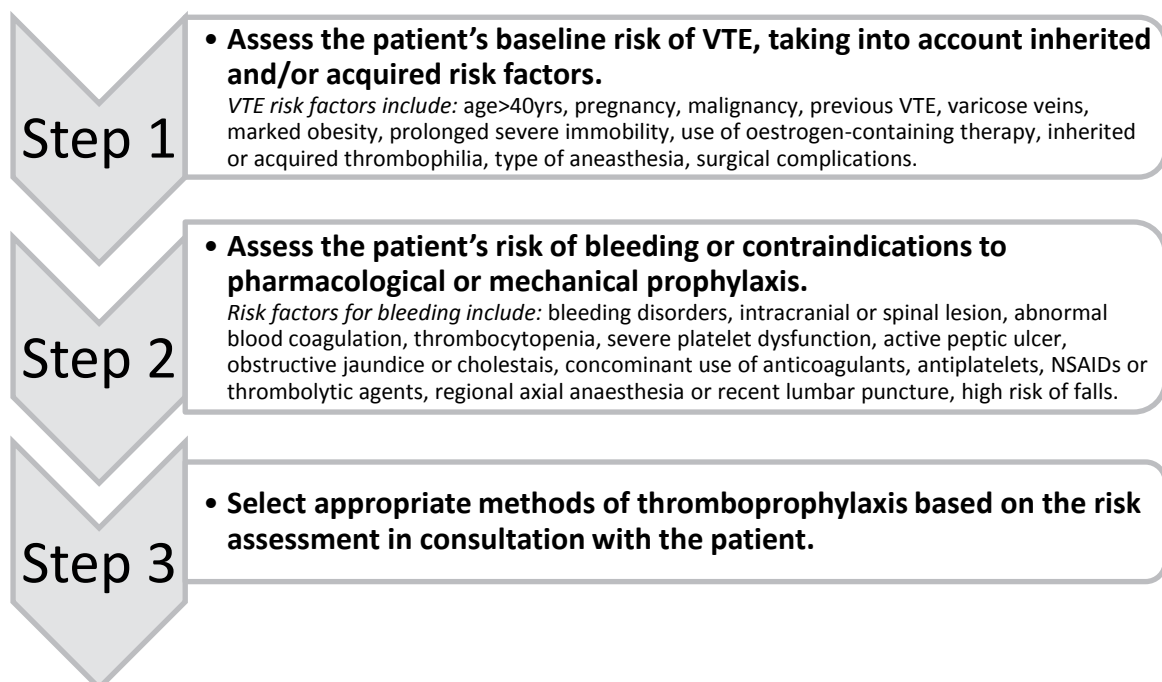 Step 1
• Assess the patient's baseline risk of VTE, taking into account inherited
and/or acquired risk factors.
VTE risk factors include: age>40yrs, pregnancy, malignancy, previous VTE, varicose veins,
marked obesity, prolonged severe immobility, use of oestrogen-containing therapy, inherited
or acquired thrombophilia, type of aneasthesia, surgical complications.
Step 2
• Assess the patient's risk of bleeding or contraindications to
pharmacological or mechanical prophylaxis.
Risk factors for bleeding include: bleeding disorders, intracranial or spinal lesion, abnormal
blood coagulation, thrombocytopenia, severe platelet dysfunction, active peptic ulcer,
obstructive jaundice or cholestais, concominant use of anticoagulants, antiplatelets, NSAIDs or
thrombolytic agents, regional axial anaesthesia or recent lumbar puncture, high risk of falls.
Step 3
• Select appropriate methods of thromboprophylaxis based on the risk
assessment in consultation with the patient.